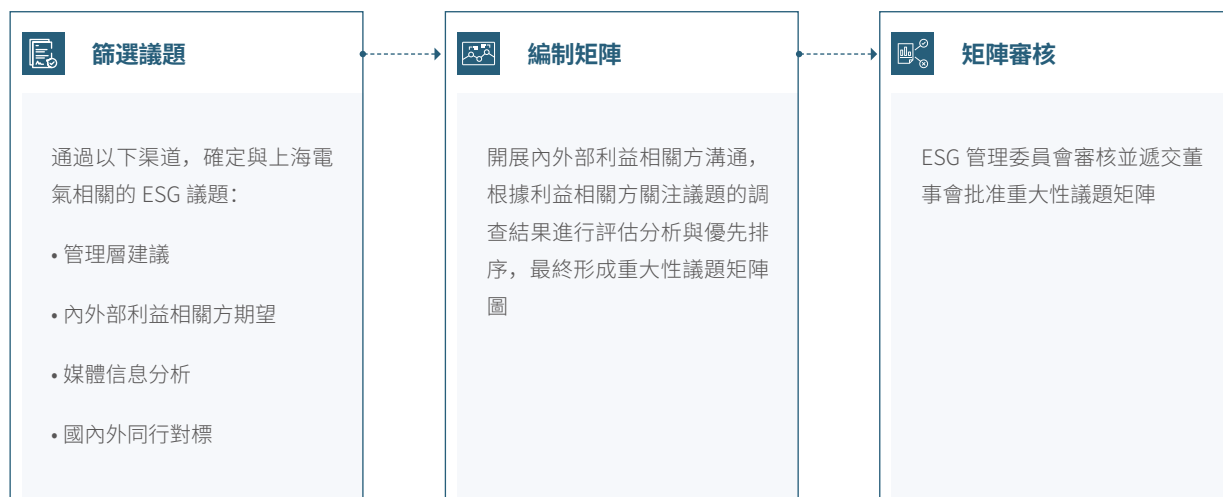 篩選議題
通過以下渠道，確定與上海電
氣相關的 ESG 議題：
• 管理層建議
• 內外部利益相關方期望
• 媒體信息分析
• 國內外同行對標
編制矩陣
開展內外部利益相關方溝通，
根據利益相關方關注議題的調
查結果進行評估分析與優先排
序，最終形成重大性議題矩陣
圖
矩陣審核
ESG 管理委員會審核並遞交董
事會批准重大性議題矩陣